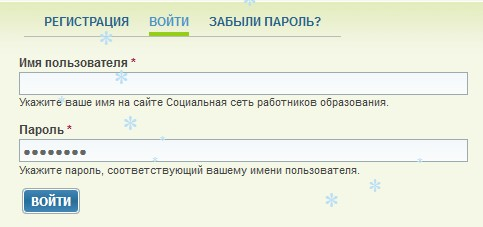 РЕГИСТРАЦИЯ ВОЙТИ ЗАБЫЛИ ПАРОЛЬ?
Имя пользователя *
Укажите ваше имя на сайте Социальная сеть работников образования.
Пароль *
Укажите пароль, соответствующий вашему имени пользователя.
ВОЙТИ